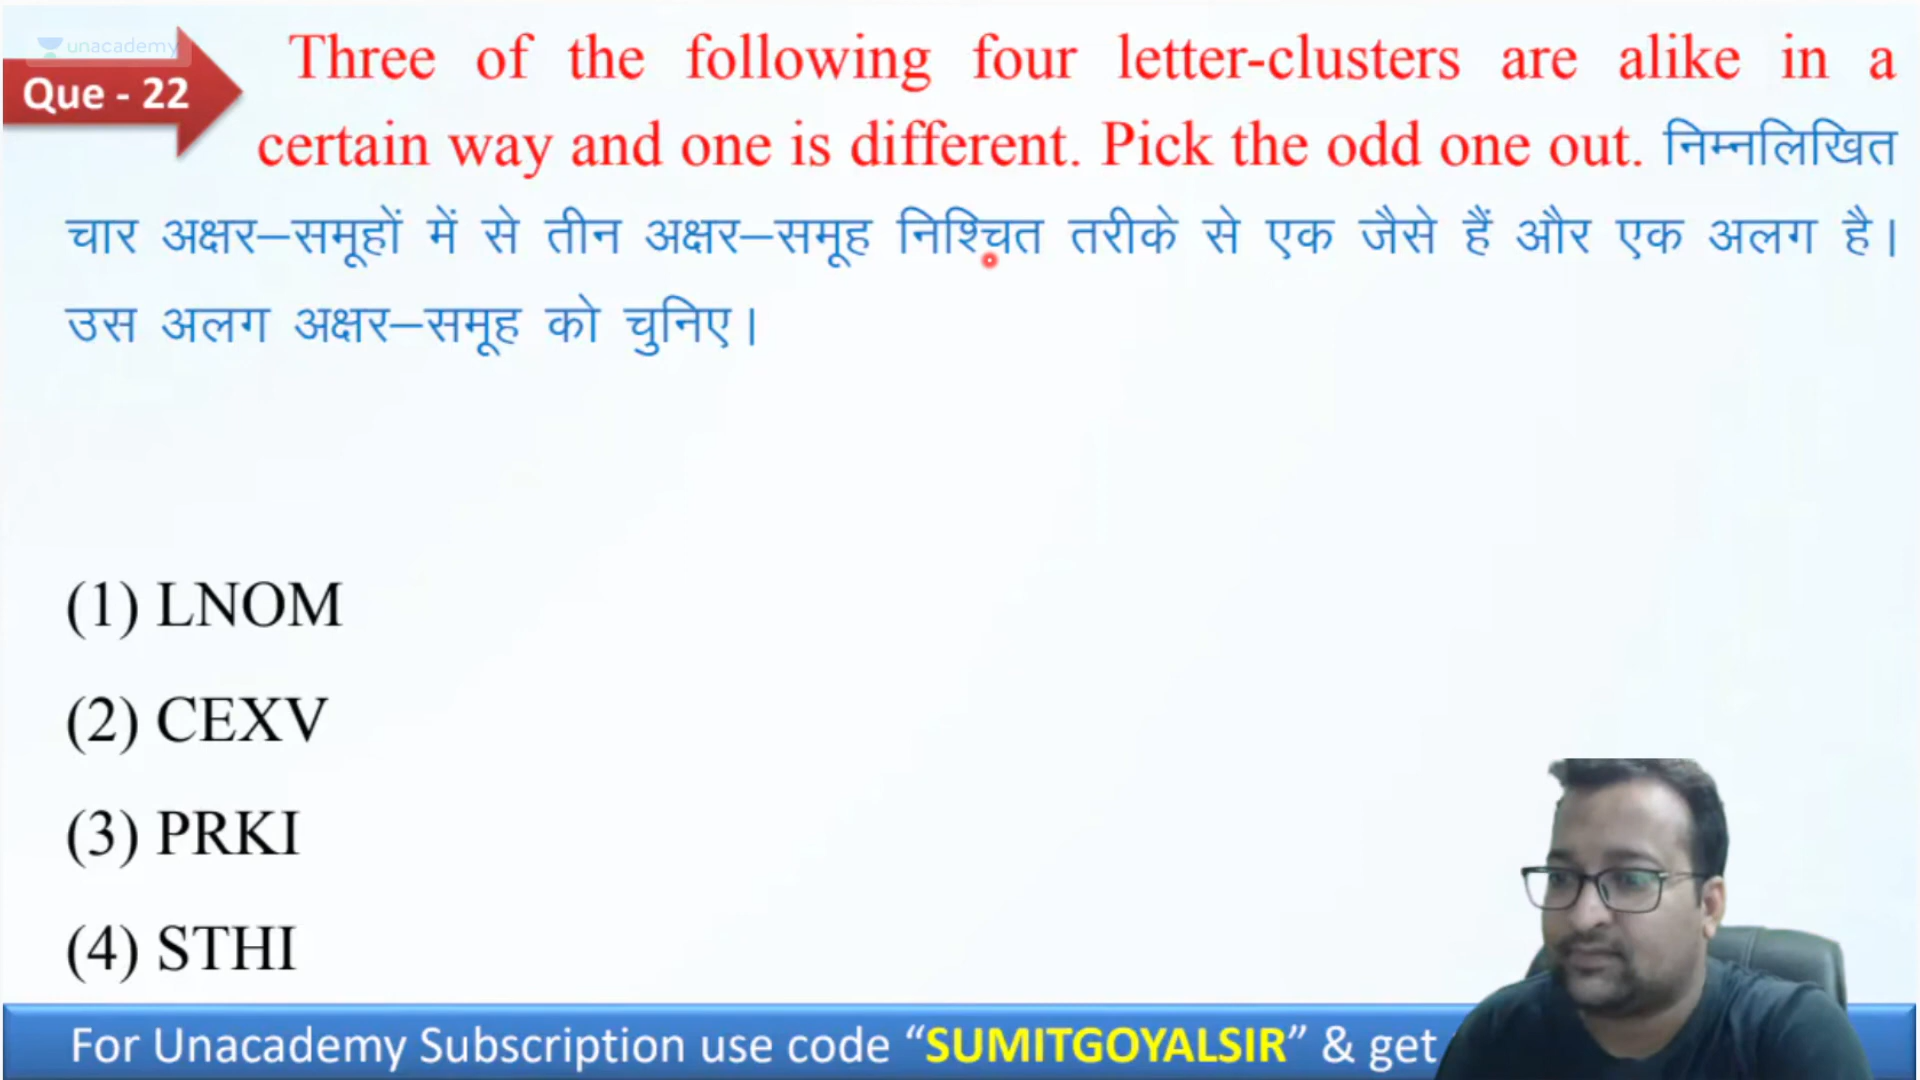 unacademy
Que - 22
Three of the following four letter-clusters are alike in a
certain way and one is different. Pick the odd one out. निम्नलिखित
चार अक्षर–समूहों में से तीन अक्षर–समूह निश्चित तरीके से एक जैसे हैं और एक अलग है।
उस अलग अक्षर–समूह को चुनिए।
(1) LNOM
(2) CEXV
(3) PRKI
(4) STHI
For Unacademy Subscription use code “SUMITGOYALSIR” & get